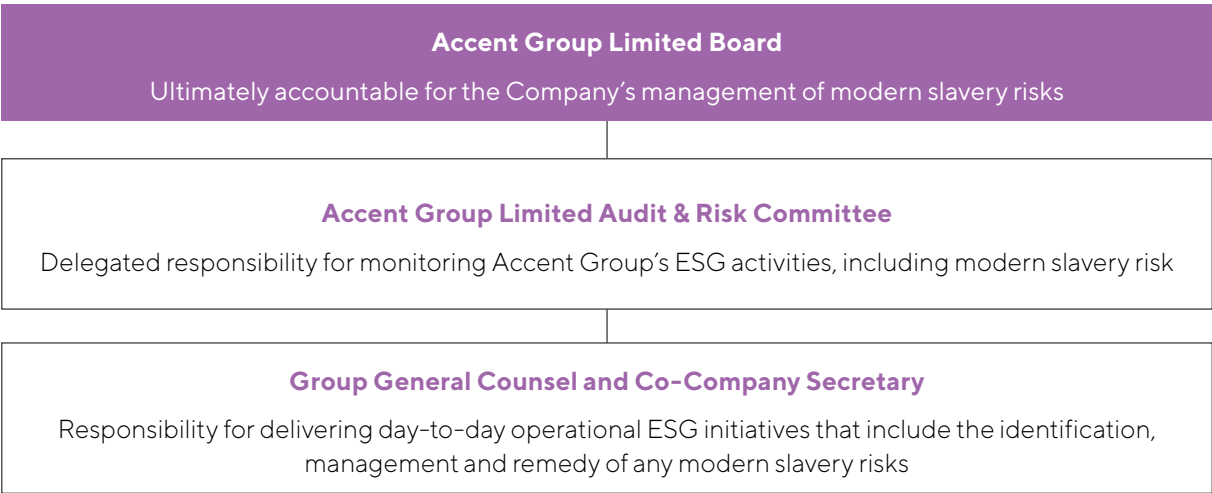 Accent Group Limited Board
Ultimately accountable for the Company’s management of modern slavery risks
Accent Group Limited Audit & Risk Committee
Delegated responsibility for monitoring Accent Group’s ESG activities, including modern slavery risk
Group General Counsel and Co-Company Secretary
Responsibility for delivering day-to-day operational ESG initiatives that include the identification,
management and remedy of any modern slavery risks